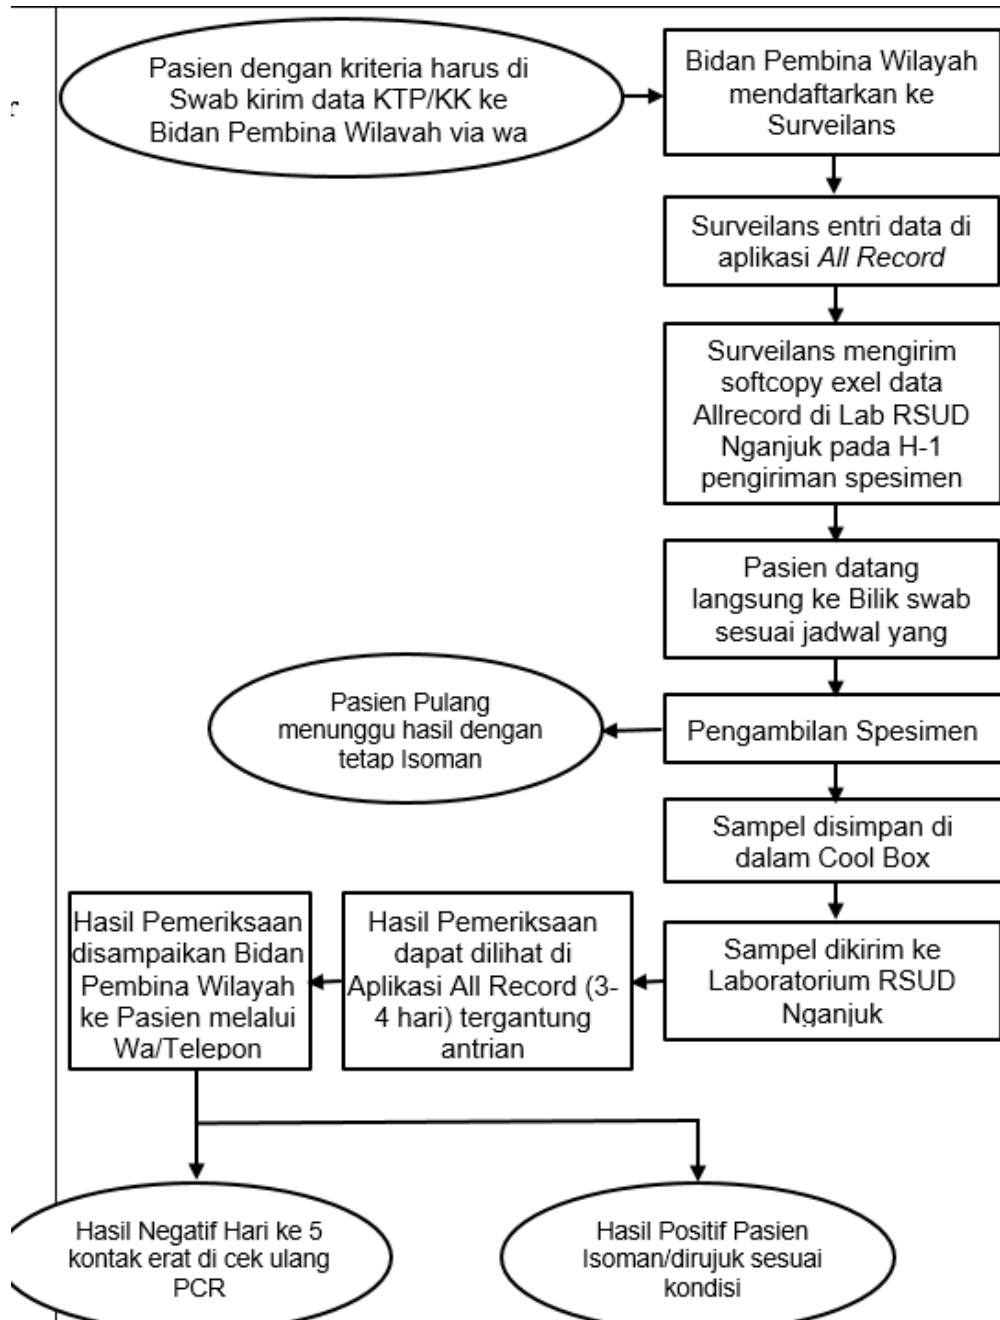 r
Pasien dengan kriteria harus di
Swab kirim data KTP/KK ke
Bidan Pembina Wilayah via wa
Bidan Pembina Wilayah
mendaftarkan ke
Surveilans
Surveilans entri data di
aplikasi All Record
Surveilans mengirim
softcopy exel data
Allrecord di Lab RSUD
Nganjuk pada H-1
pengiriman spesimen
Pasien datang
langsung ke Bilik swab
sesuai jadwal yang
Pengambilan Spesimen
Pasien Pulang
menunggu hasil dengan
tetap Isoman
Sampel disimpan di
dalam Cool Box
Sampel dikirim ke
Laboratorium RSUD
Nganjuk
Hasil Pemeriksaan
dapat dilihat di
Aplikasi All Record (3-
4 hari) tergantung
antrian
Hasil Pemeriksaan
disampaikan Bidan
Pembina Wilayah
ke Pasien melalui
Wa/Telepon
Hasil Negatif Hari ke 5
kontak erat di cek ulang
PCR
Hasil Positif Pasien
Isoman/dirujuk sesuai
kondisi